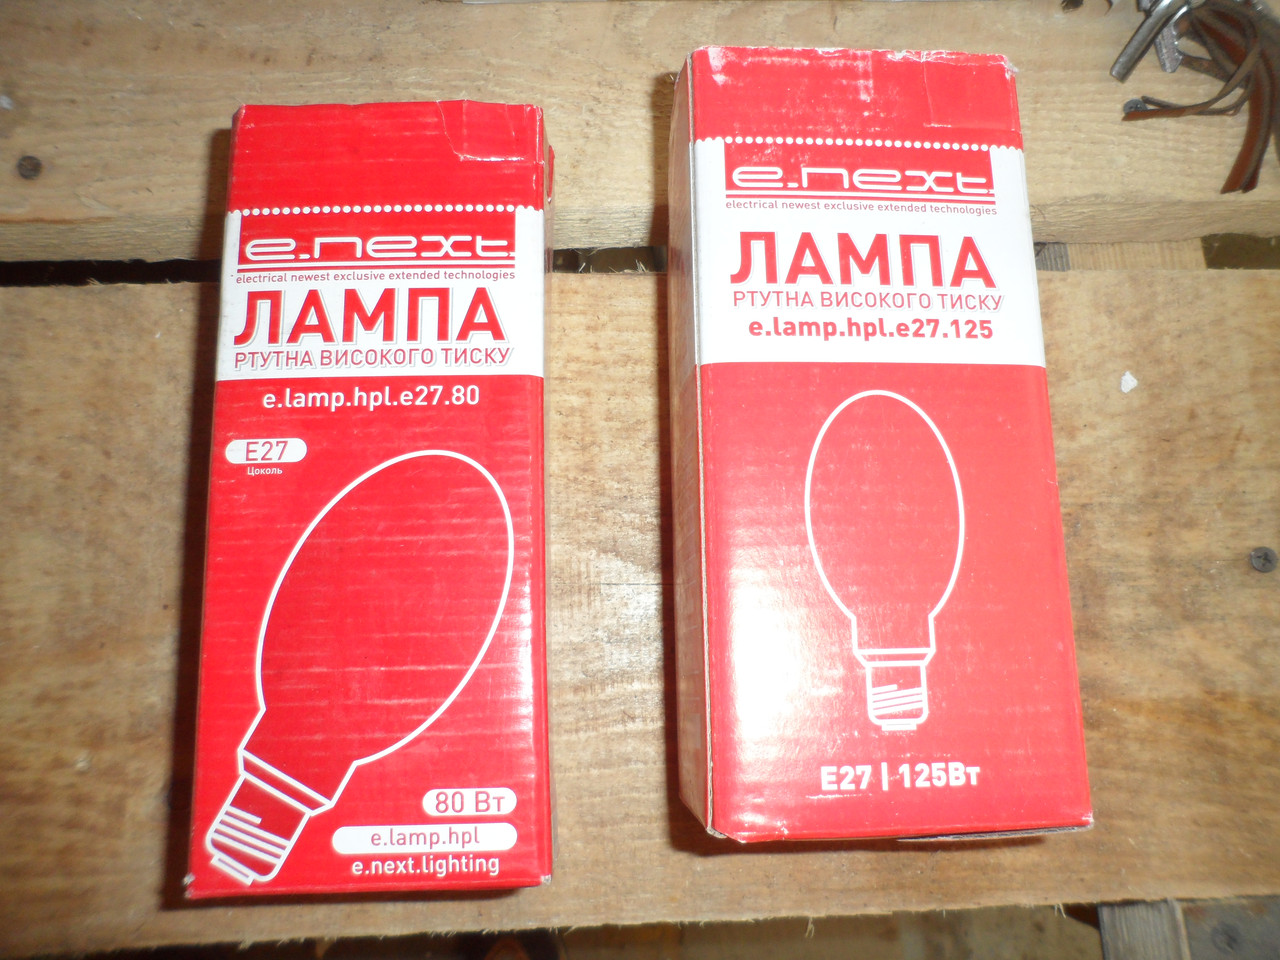 e.next
electrical newest exclusive extended technologies
ЛАМПА
РТУТНА ВИСОКОГО ТИСКУ
e.lamp.hpl.e27.80
E27
Цоколь
80 Вт
e.lamp.hpl
e.next.lighting
e.next
electrical newest exclusive extended technologies
ЛАМПА
РТУТНА ВИСОКОГО ТИСКУ
e.lamp.hpl.e27.125
E27 | 125Вт